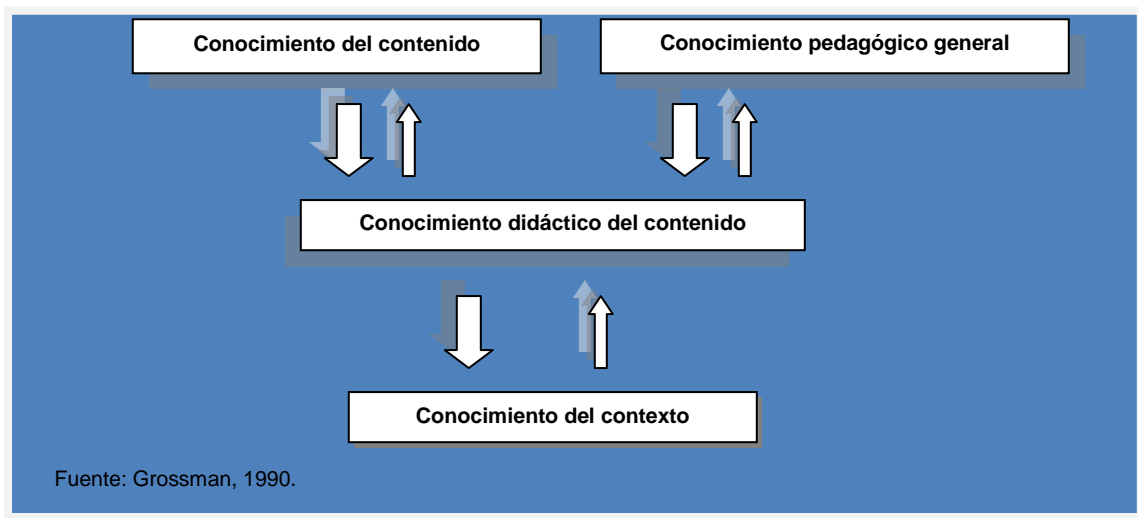 Conocimiento del contenido
Conocimiento pedagógico general
Conocimiento didáctico del contenido
Conocimiento del contexto
Fuente: Grossman, 1990.